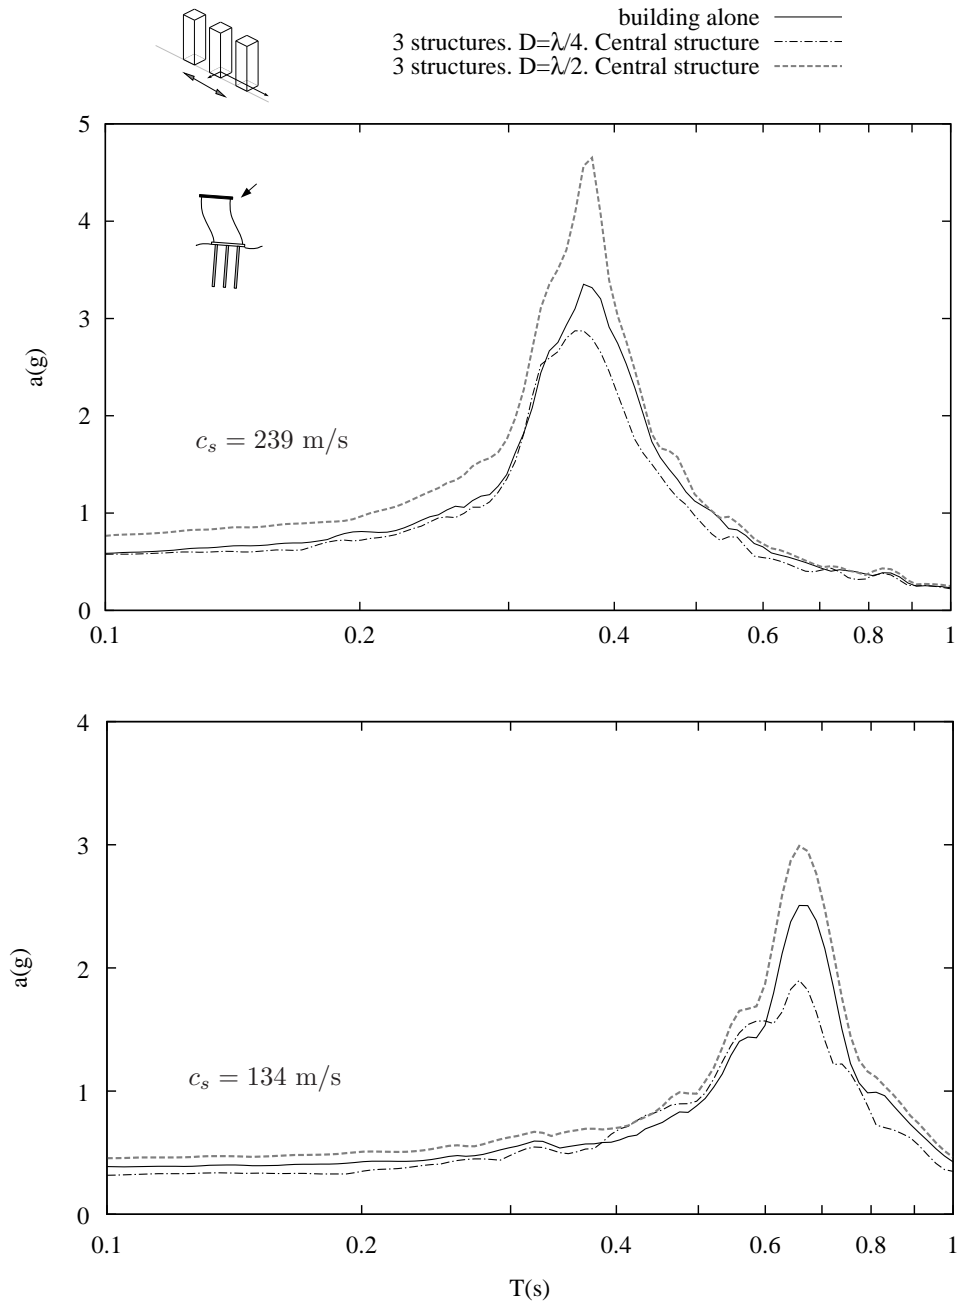 building alone
3 structures. D=λ/4. Central structure
3 structures. D=λ/2. Central structure
5
4
3
2
1
0
a(g)
c_s = 239 m/s
0.1 0.2 0.4 0.6 0.8 1
4
3
2
1
0
a(g)
c_s = 134 m/s
0.1 0.2 0.4 0.6 0.8 1
T(s)